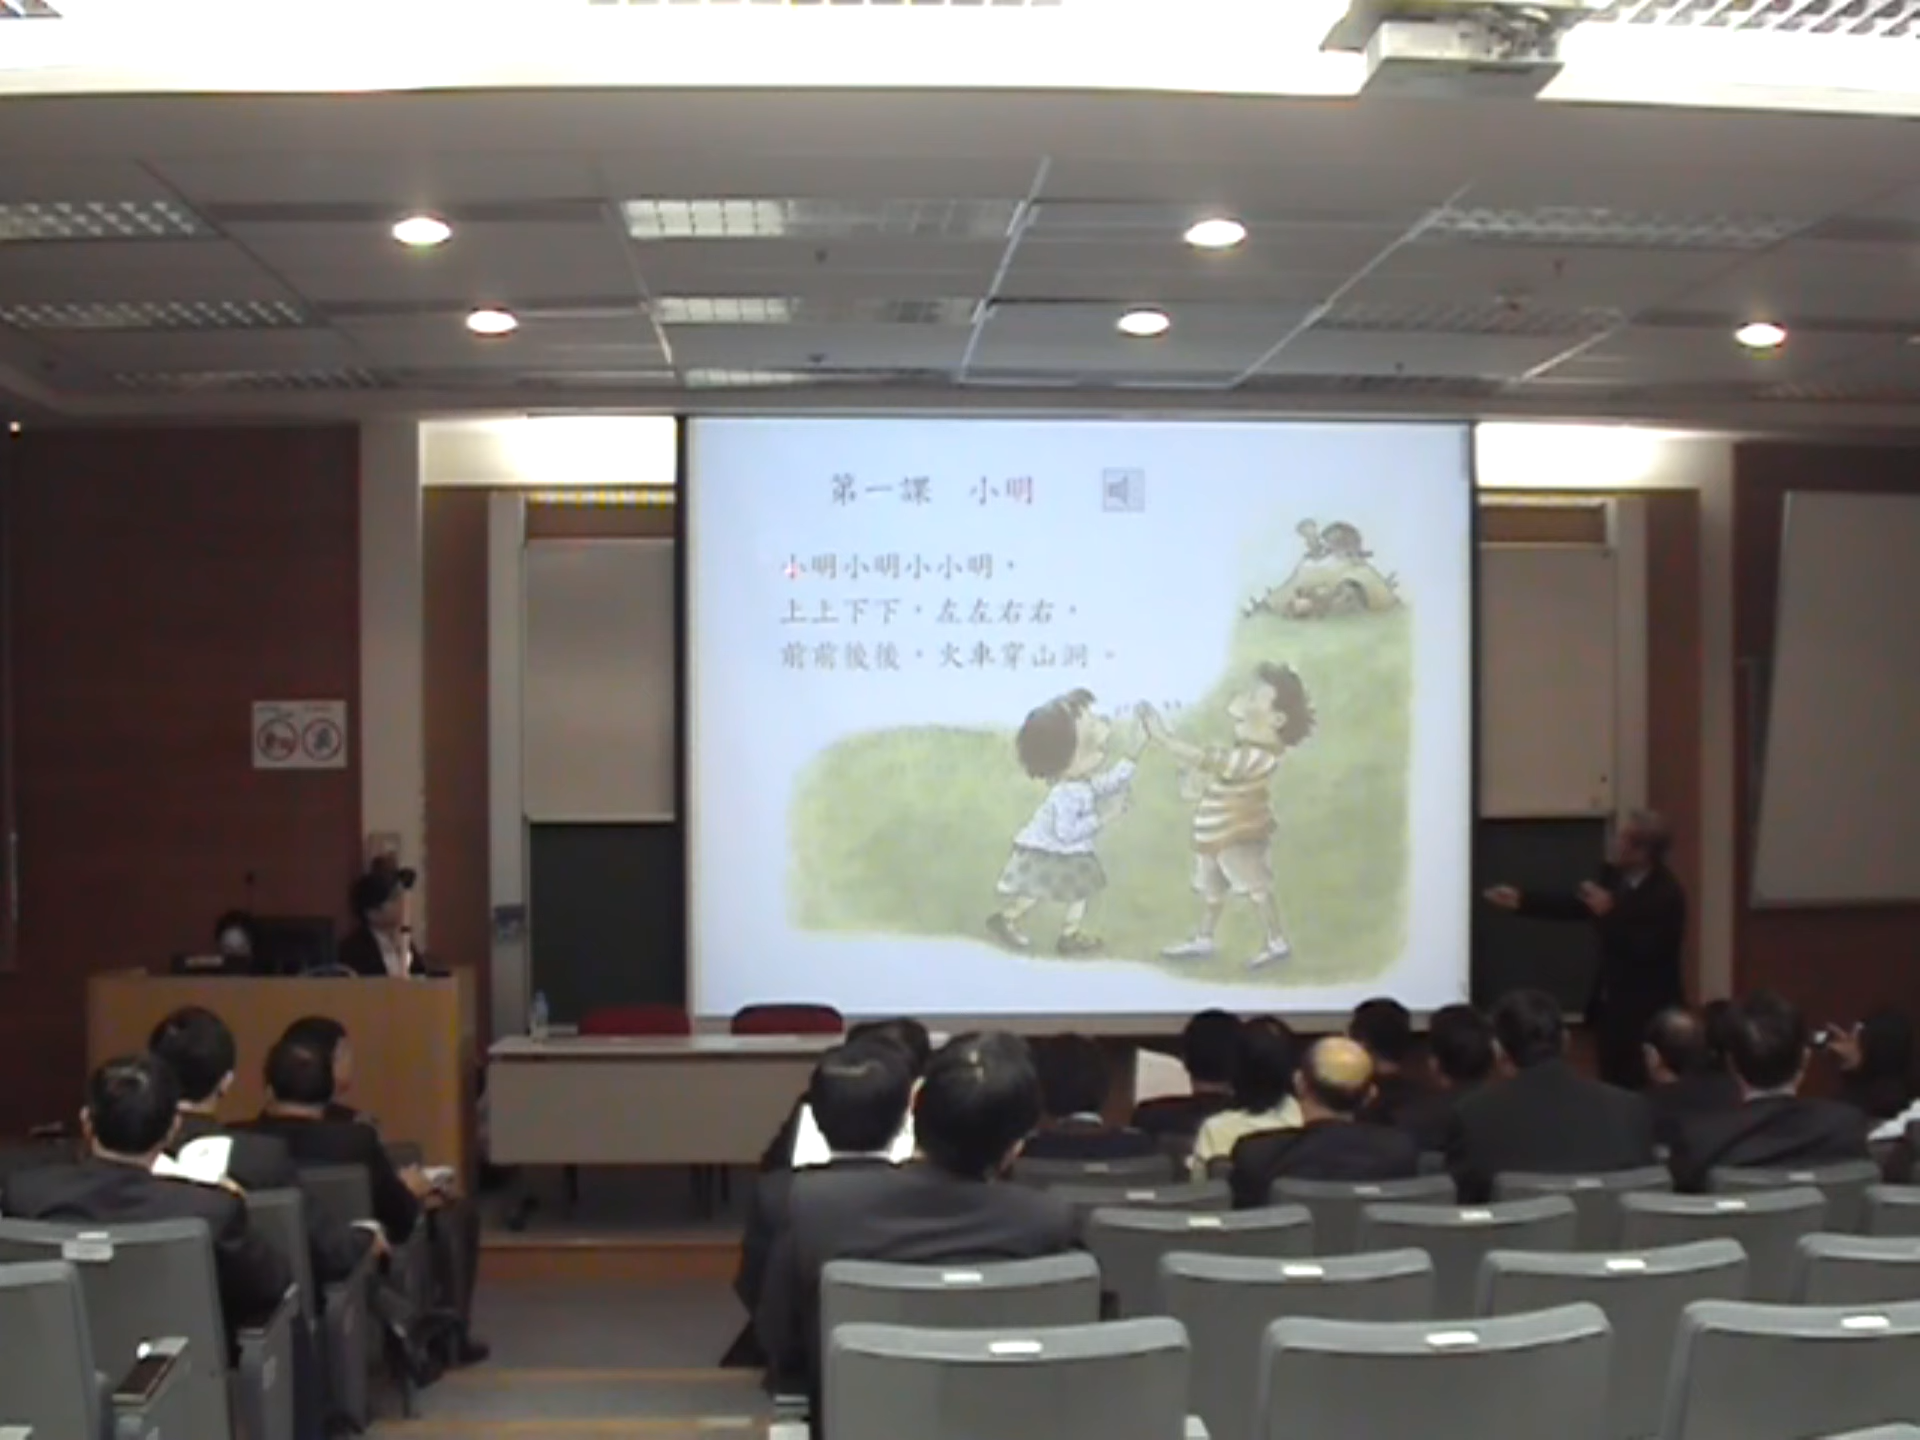 第一課　小明
小明小明小小明，
上上下下，左左右右，
前前後後，火車穿山洞。